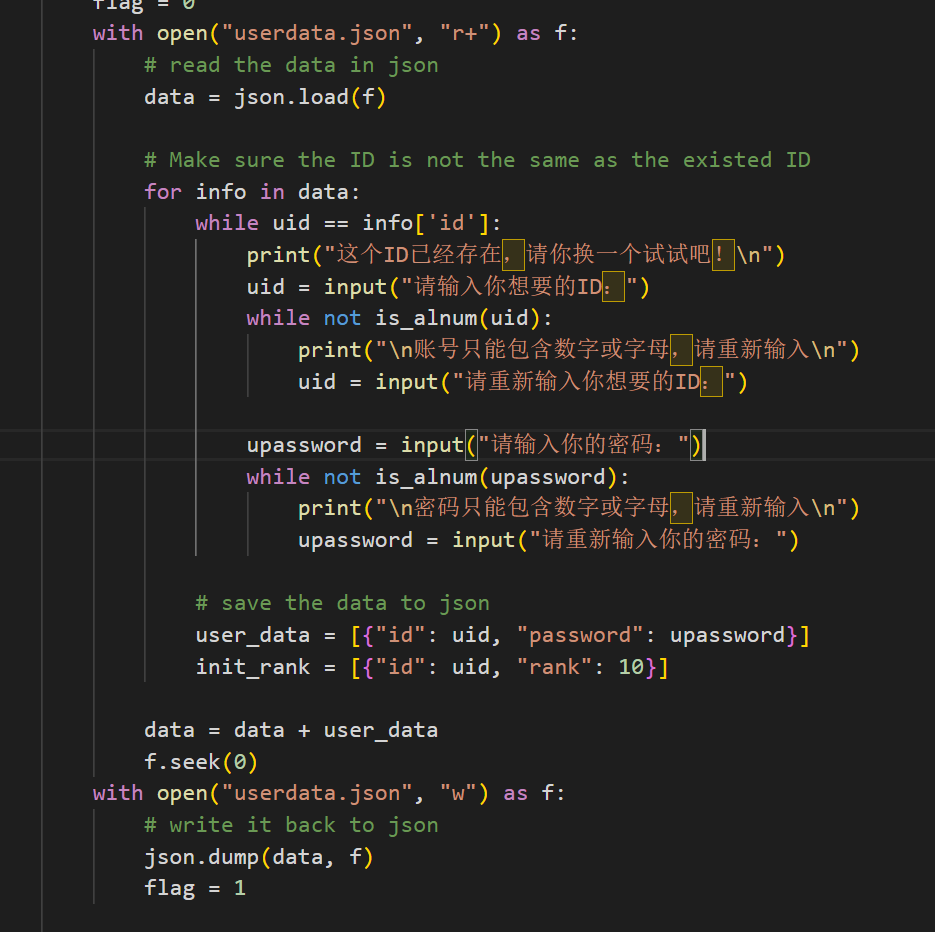 flag = 0
with open("userdata.json", "r+") as f:
# read the data in json
data = json.load(f)
# Make sure the ID is not the same as the existed ID
for info in data:
while uid == info['id']:
print("这个ID已经存在，请你换一个试试吧！\n")
uid = input("请输入你想要的ID：")
while not is_alnum(uid):
print("\n账号只能包含数字或字母，请重新输入\n")
uid = input("请重新输入你想要的ID：")
upassword = input("请输入你的密码：")
while not is_alnum(upassword):
print("\n密码只能包含数字或字母，请重新输入\n")
upassword = input("请重新输入你的密码：")
# save the data to json
user_data = [{"id": uid, "password": upassword}]
init_rank = [{"id": uid, "rank": 10}]
data = data + user_data
f.seek(0)
with open("userdata.json", "w") as f:
# write it back to json
json.dump(data, f)
flag = 1